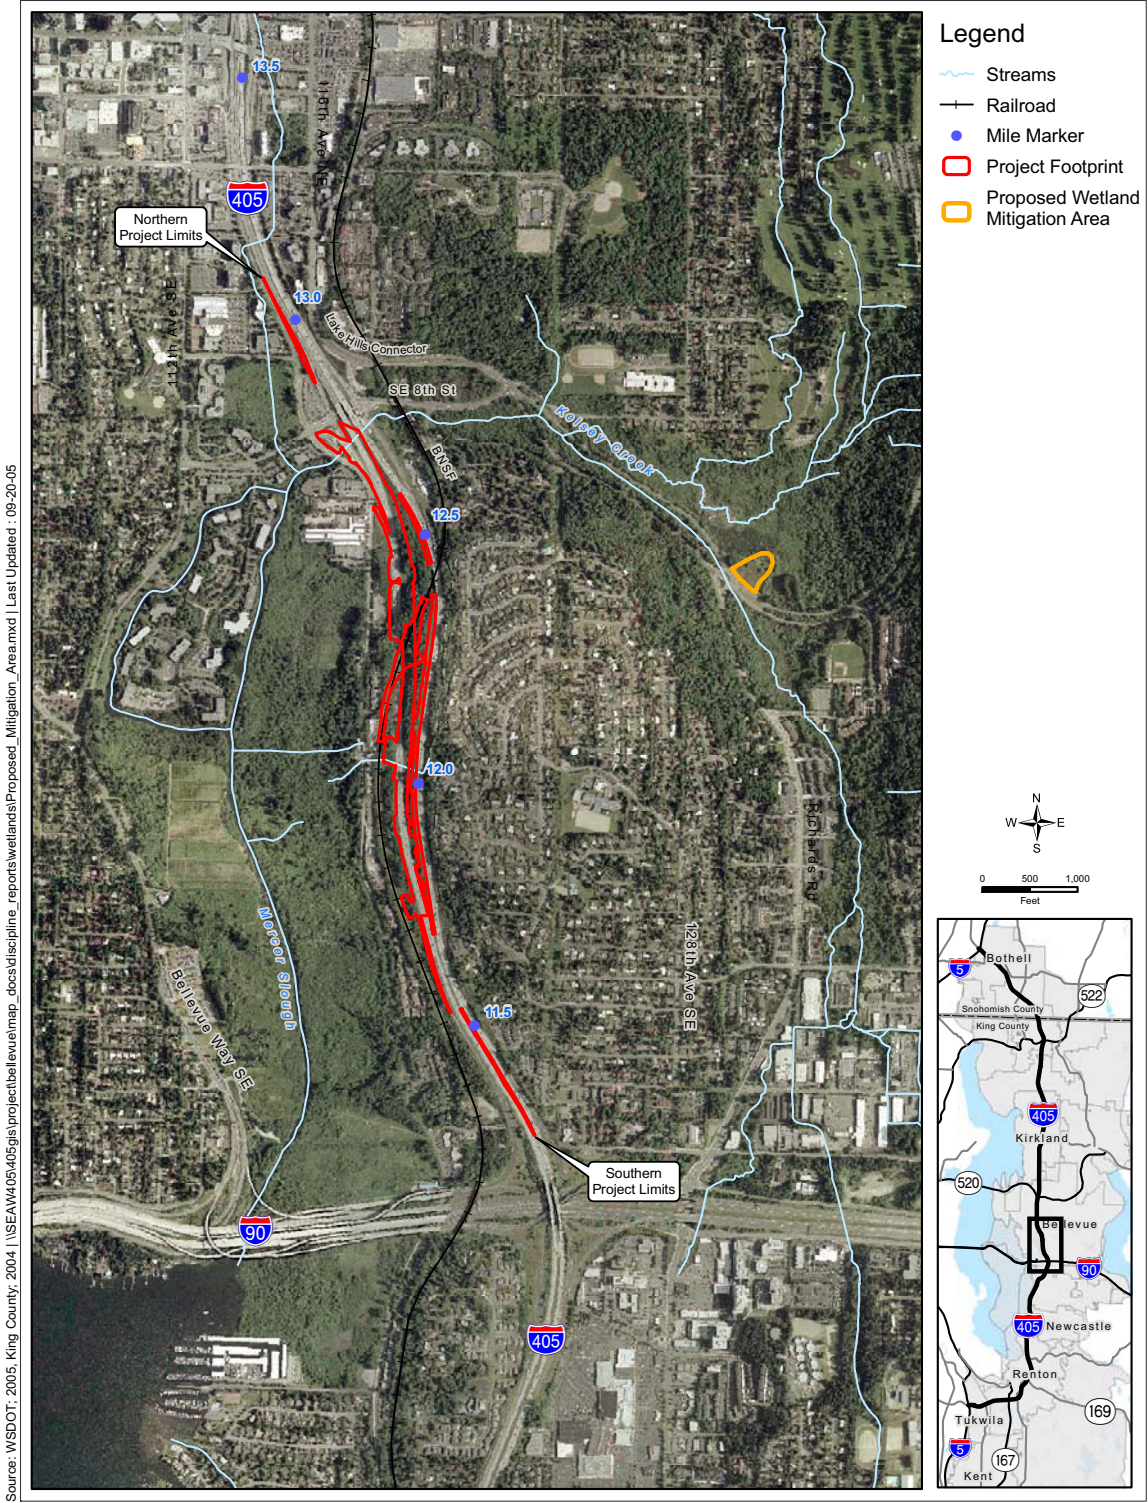 Legend
Streams
Railroad
Mile Marker
Project Footprint
Proposed Wetland
Mitigation Area
13.5
116th Ave NE
405
Northern
Project Limits
13.0
112th Ave SE
Lake Hills Connector
SE 8th St
Kelsey Creek
BNSF
12.5
12.0
Richards Rd
128th Ave SE
Mercer Slough
Bellevue Way SE
11.5
Southern
Project Limits
90
405
N
W E
S
0 500 1,000
Feet
Bothell
5
522
Snohomish County
King County
405
Kirkland
520
Bellevue
90
405
Newcastle
Renton
169
Tukwila
5
167
Kent
Source: WSDOT; 2005, King County; 2004 | \\SEAW405\405gis\project\bellevue\map_docs\discipline_reports\wetlands\Proposed_Mitigation_Area.mxd | Last Updated : 09-20-05